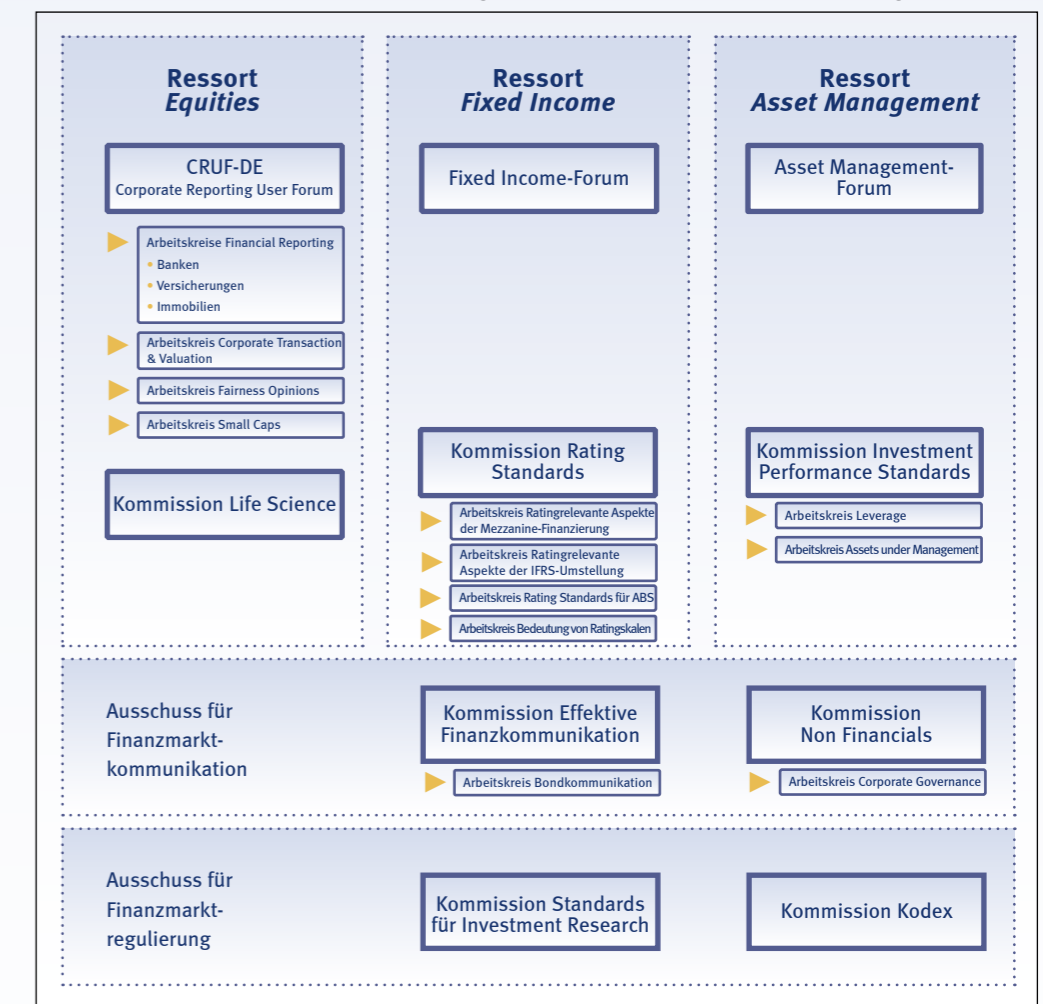 Ressort
Equities
CRUF-DE
Corporate Reporting User Forum
Arbeitskreise Financial Reporting
• Banken
• Versicherungen
• Immobilien
Arbeitskreis Corporate Transaction
& Valuation
Arbeitskreis Fairness Opinions
Arbeitskreis Small Caps
Kommission Life Science
Ressort
Fixed Income
Fixed Income-Forum
Kommission Rating
Standards
Arbeitskreis Ratingrelevante Aspekte
der Mezzanine-Finanzierung
Arbeitskreis Ratingrelevante
Aspekte der IFRS-Umstellung
Arbeitskreis Rating Standards für ABS
Arbeitskreis Bedeutung von Ratingskalen
Ressort
Asset Management
Asset Management-
Forum
Kommission Investment
Performance Standards
Arbeitskreis Leverage
Arbeitskreis Assets under Management
Ausschuss für
Finanzmarkt-
kommunikation
Kommission Effektive
Finanzkommunikation
Arbeitskreis Bondkommunikation
Kommission
Non Financials
Arbeitskreis Corporate Governance
Ausschuss für
Finanzmarkt-
regulierung
Kommission Standards
für Investment Research
Kommission Kodex